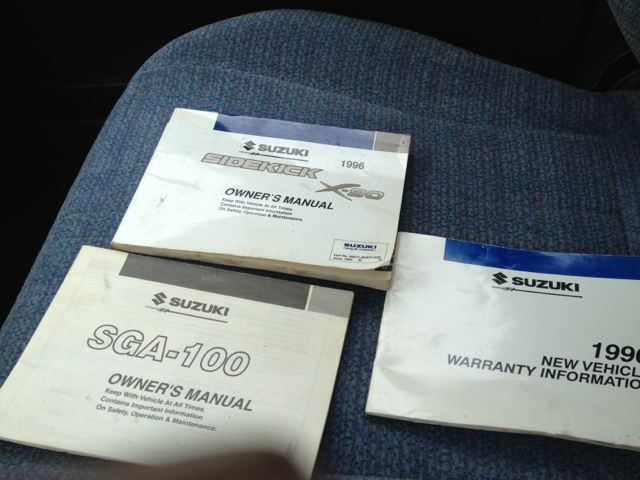 SUZUKI
SIDEKICK 1996
X-90
OWNER'S MANUAL
Keep With Vehicle At All Times.
Contains Important Information
On Safety, Operation & Maintenance.
SUZUKI
SUZUKI
SGA-100
OWNER'S MANUAL
Keep With Vehicle At All Times.
Contains Important Information
On Safety, Operation & Maintenance.
SUZUKI
1996
NEW VEHICL
WARRANTY INFORMATIO